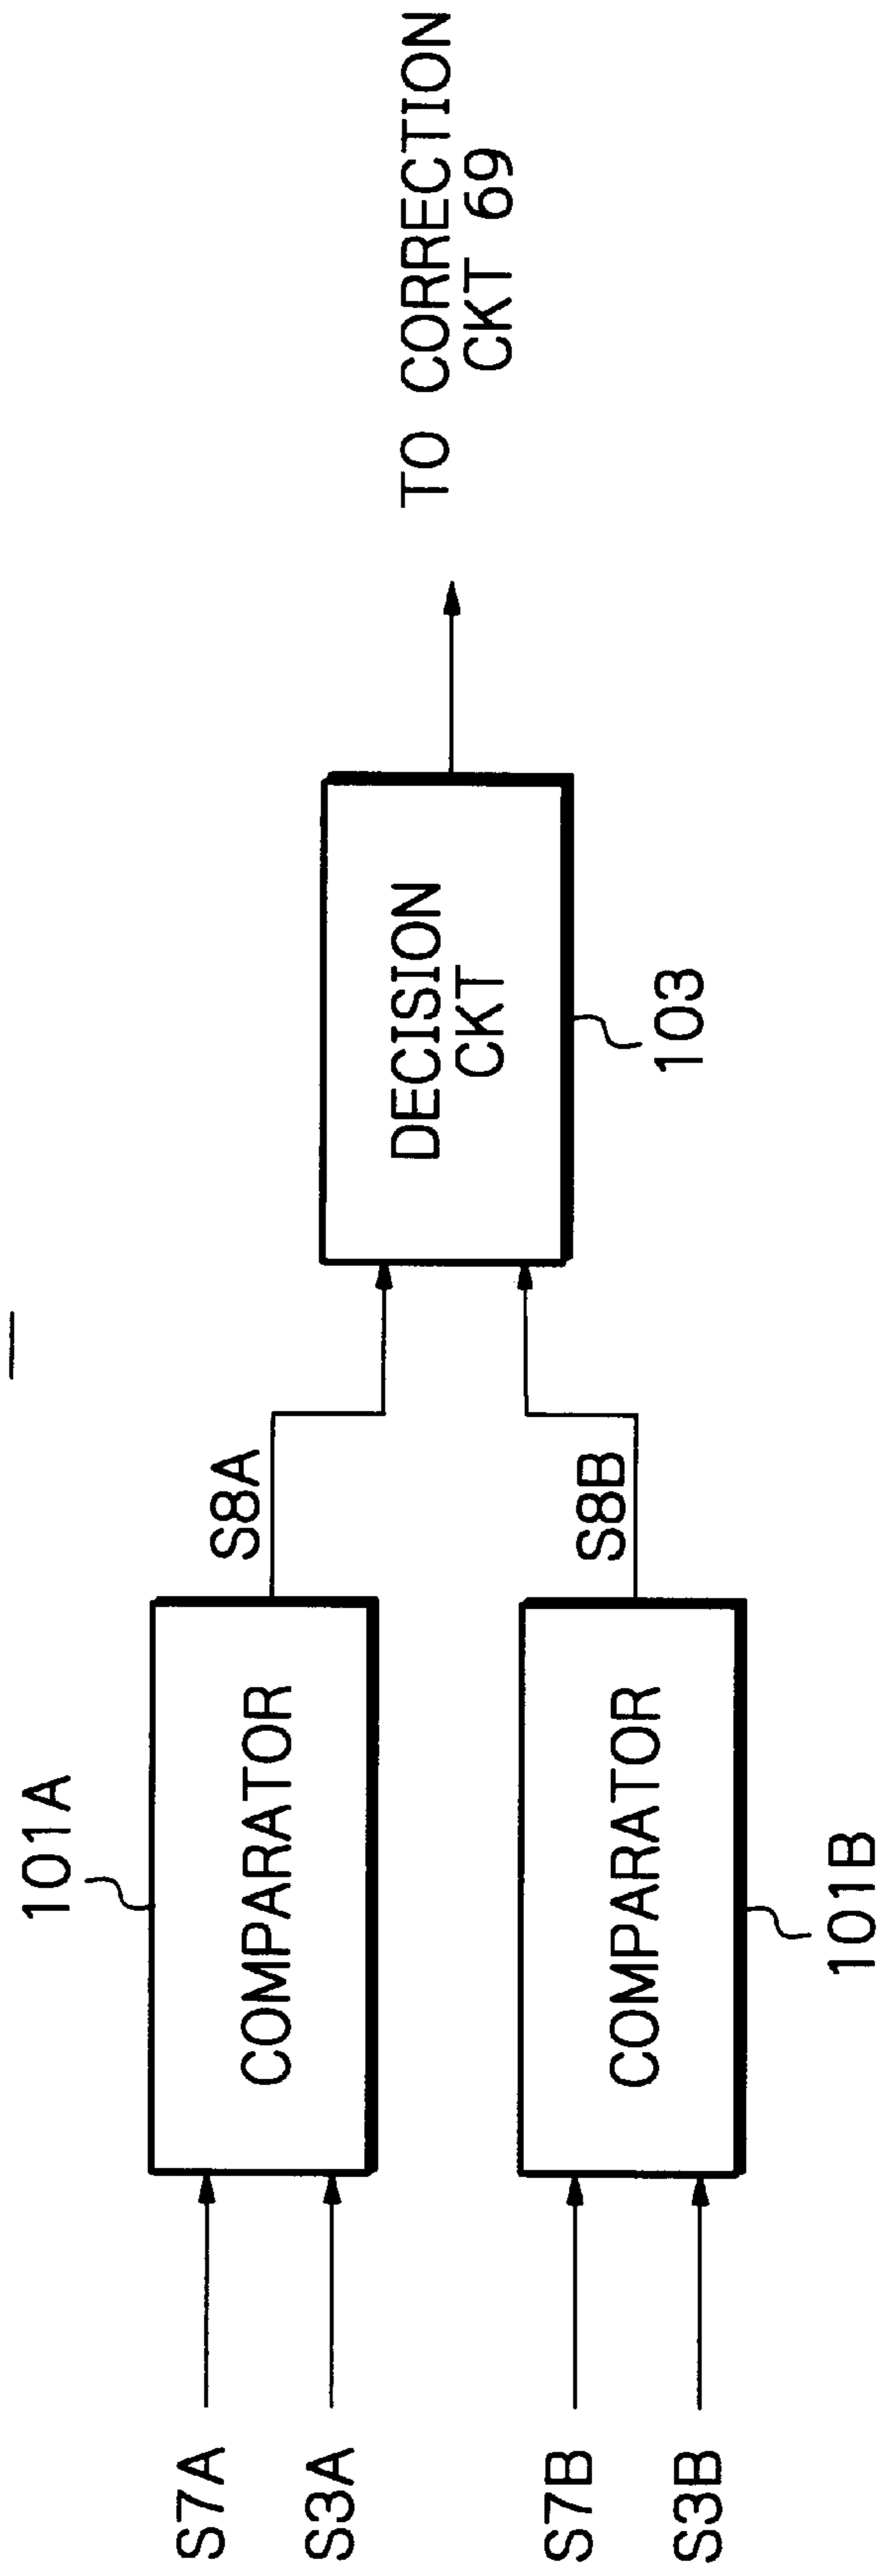 101A
S7A
S3A
COMPARATOR
S8A
S7B
S3B
COMPARATOR
S8B
101B
DECISION
CKT
103
TO CORRECTION
CKT 69